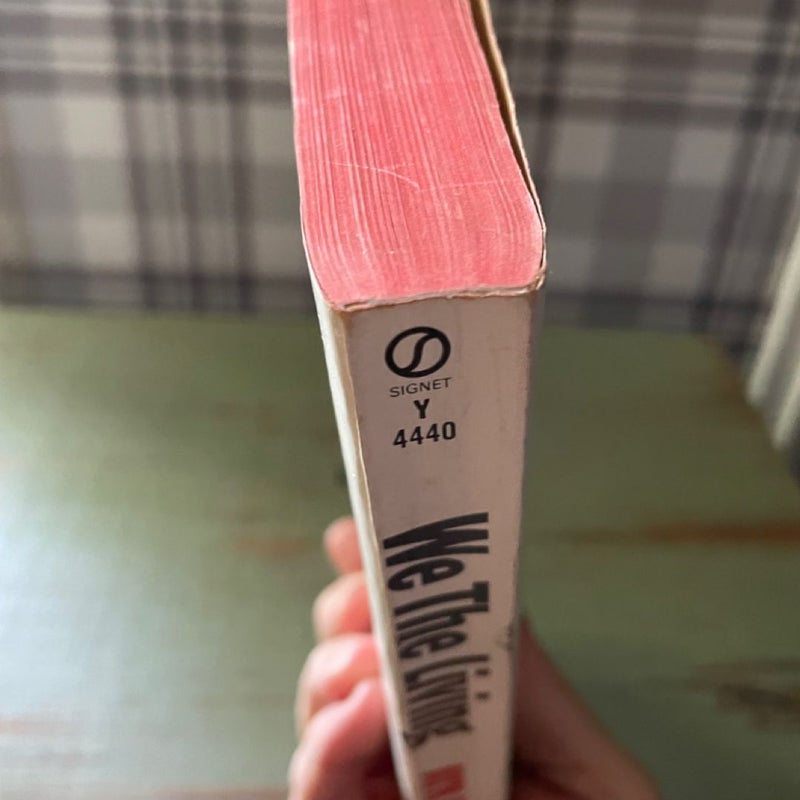 SIGNET
Y
4440
We The Living